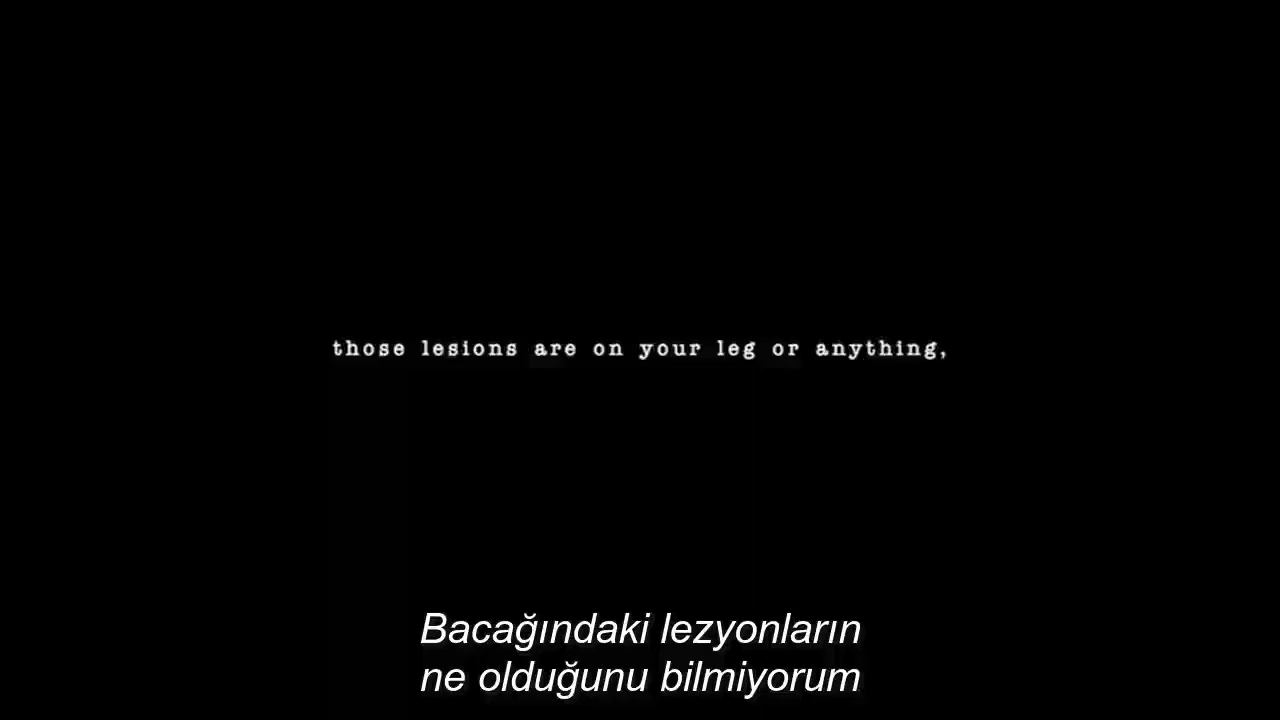 those lesions are on your leg or anything,
Bacağındaki lezyonların
ne olduğunu bilmiyorum